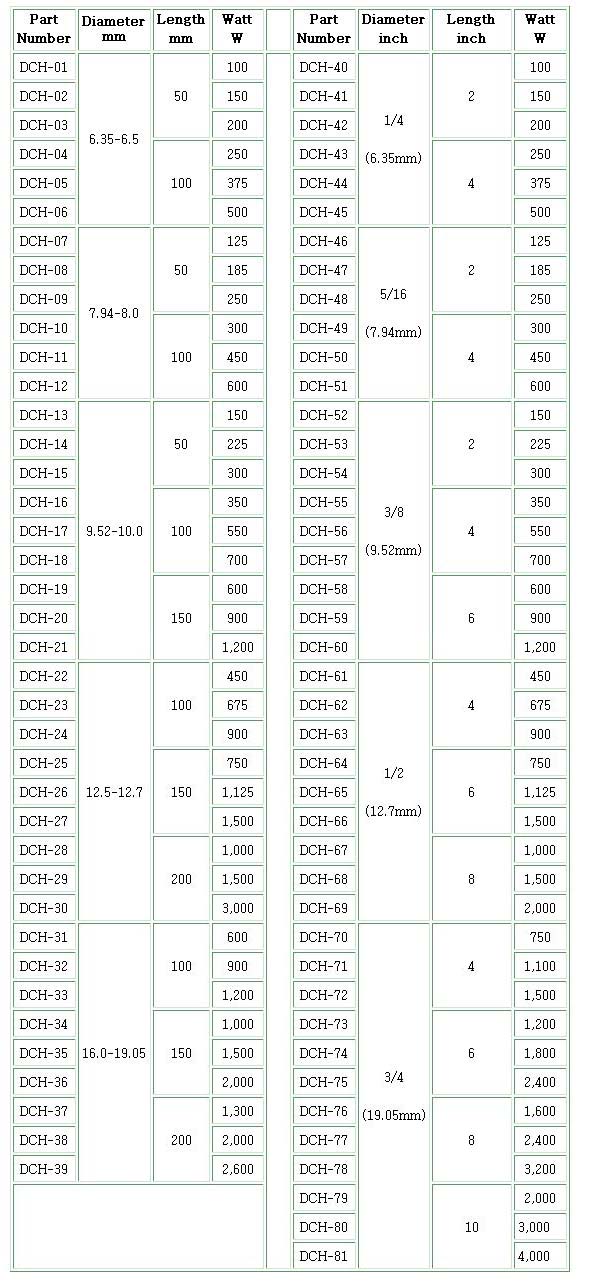 Part Number Diameter mm Length mm Watt W Part Number Diameter inch Length inch Watt W
DCH-01 6.35-6.5 50 100 DCH-40 1/4 (6.35mm) 2 100
DCH-02 150 DCH-41 150
DCH-03 200 DCH-42 200
DCH-04 100 250 DCH-43 4 250
DCH-05 375 DCH-44 375
DCH-06 500 DCH-45 500
DCH-07 7.94-8.0 50 125 DCH-46 5/16 (7.94mm) 2 125
DCH-08 185 DCH-47 185
DCH-09 250 DCH-48 250
DCH-10 100 300 DCH-49 4 300
DCH-11 450 DCH-50 450
DCH-12 600 DCH-51 600
DCH-13 9.52-10.0 50 150 DCH-52 3/8 (9.52mm) 2 150
DCH-14 225 DCH-53 225
DCH-15 300 DCH-54 300
DCH-16 100 350 DCH-55 4 350
DCH-17 550 DCH-56 550
DCH-18 700 DCH-57 700
DCH-19 150 600 DCH-58 6 600
DCH-20 900 DCH-59 900
DCH-21 1,200 DCH-60 1,200
DCH-22 12.5-12.7 100 450 DCH-61 1/2 (12.7mm) 4 450
DCH-23 675 DCH-62 675
DCH-24 900 DCH-63 900
DCH-25 150 750 DCH-64 6 750
DCH-26 1,125 DCH-65 1,125
DCH-27 1,500 DCH-66 1,500
DCH-28 200 1,000 DCH-67 8 1,000
DCH-29 1,500 DCH-68 1,500
DCH-30 3,000 DCH-69 2,000
DCH-31 16.0-19.05 100 600 DCH-70 3/4 (19.05mm) 4 750
DCH-32 900 DCH-71 1,100
DCH-33 1,200 DCH-72 1,500
DCH-34 150 1,000 DCH-73 6 1,200
DCH-35 1,500 DCH-74 1,800
DCH-36 2,000 DCH-75 2,400
DCH-37 200 1,300 DCH-76 8 1,600
DCH-38 2,000 DCH-77 2,400
DCH-39 2,600 DCH-78 3,200
DCH-79 10 2,000
DCH-80 3,000
DCH-81 4,000